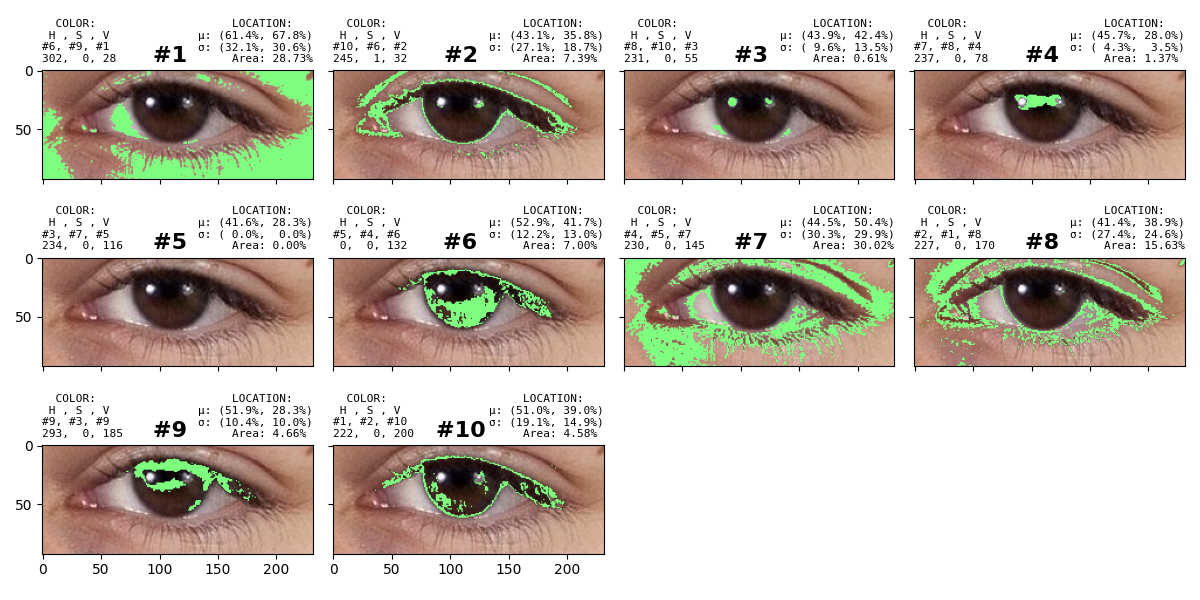 COLOR: LOCATION:
H , S , V μ: (61.4%, 67.8%)
#6, #9, #1 σ: (32.1%, 30.6%)
302, 0, 28 #1 Area: 28.73%
COLOR: LOCATION:
H , S , V μ: (43.1%, 35.8%)
#10, #6, #2 σ: (27.1%, 18.7%)
245, 1, 32 #2 Area: 7.39%
COLOR: LOCATION:
H , S , V μ: (43.9%, 42.4%)
#8, #10, #3 σ: ( 9.6%, 13.5%)
231, 0, 55 #3 Area: 0.61%
COLOR: LOCATION:
H , S , V μ: (45.7%, 28.0%)
#7, #8, #4 σ: ( 4.3%, 3.5%)
237, 0, 78 #4 Area: 1.37%
0
50
COLOR: LOCATION:
H , S , V μ: (41.6%, 28.3%)
#3, #7, #5 σ: ( 0.0%, 0.0%)
234, 0, 116 #5 Area: 0.00%
COLOR: LOCATION:
H , S , V μ: (52.9%, 41.7%)
#5, #4, #6 σ: (12.2%, 13.0%)
0, 0, 132 #6 Area: 7.00%
COLOR: LOCATION:
H , S , V μ: (44.5%, 50.4%)
#4, #5, #7 σ: (30.3%, 29.9%)
230, 0, 145 #7 Area: 30.02%
COLOR: LOCATION:
H , S , V μ: (41.4%, 38.9%)
#2, #1, #8 σ: (27.4%, 24.6%)
227, 0, 170 #8 Area: 15.63%
0
50
COLOR: LOCATION:
H , S , V μ: (51.9%, 28.3%)
#9, #3, #9 σ: (10.4%, 10.0%)
293, 0, 185 #9 Area: 4.66%
COLOR: LOCATION:
H , S , V μ: (51.0%, 39.0%)
#1, #2, #10 σ: (19.1%, 14.9%)
222, 0, 200 #10 Area: 4.58%
0
50
0 50 100 150 200
0 50 100 150 200